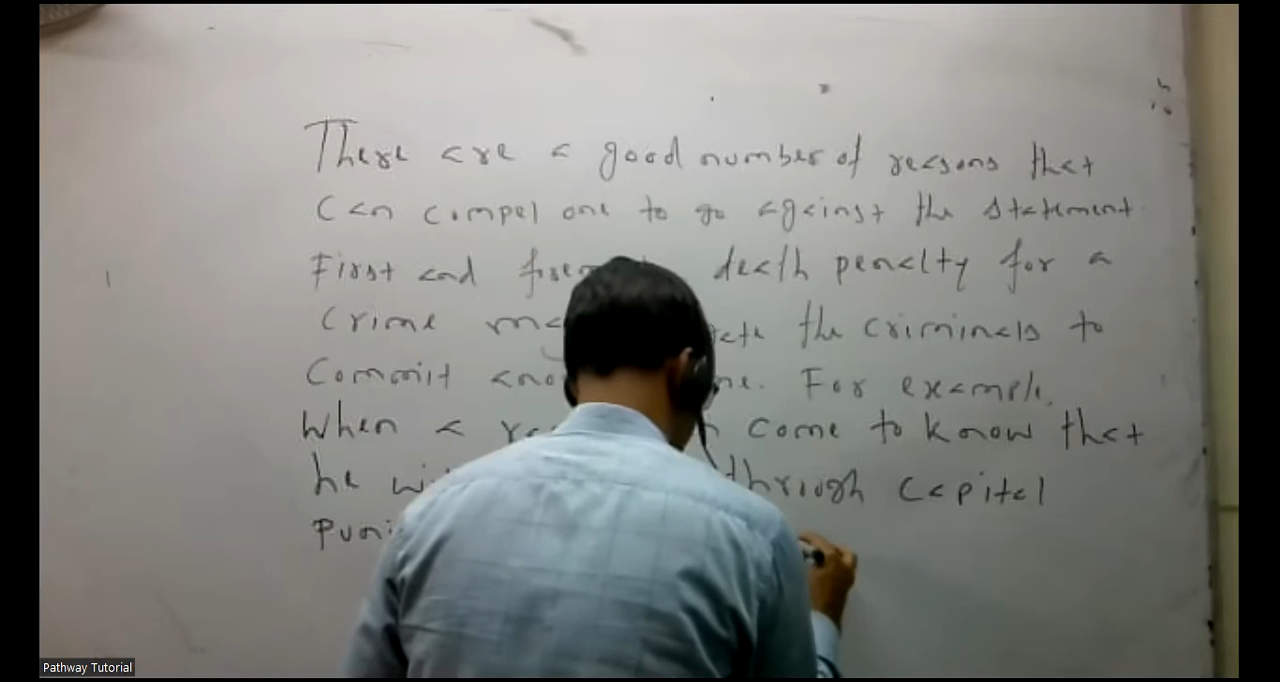 There are a good number of reasons that
can compel one to go against the statement.
First and death penalty for a
crime the criminals to
commit For example,
When a come to know that
he through capital
Pathway Tutorial